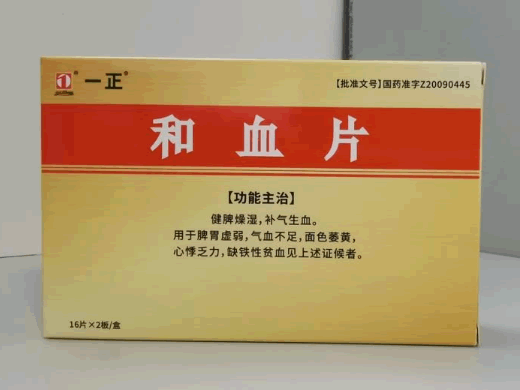 一正®
【批准文号】国药准字Z20090445
和血片
【功能主治】
健脾燥湿,补气生血。
用于脾胃虚弱,气血不足,面色萎黄,
心悸乏力,缺铁性贫血见上述证候者。
16片×2板/盒